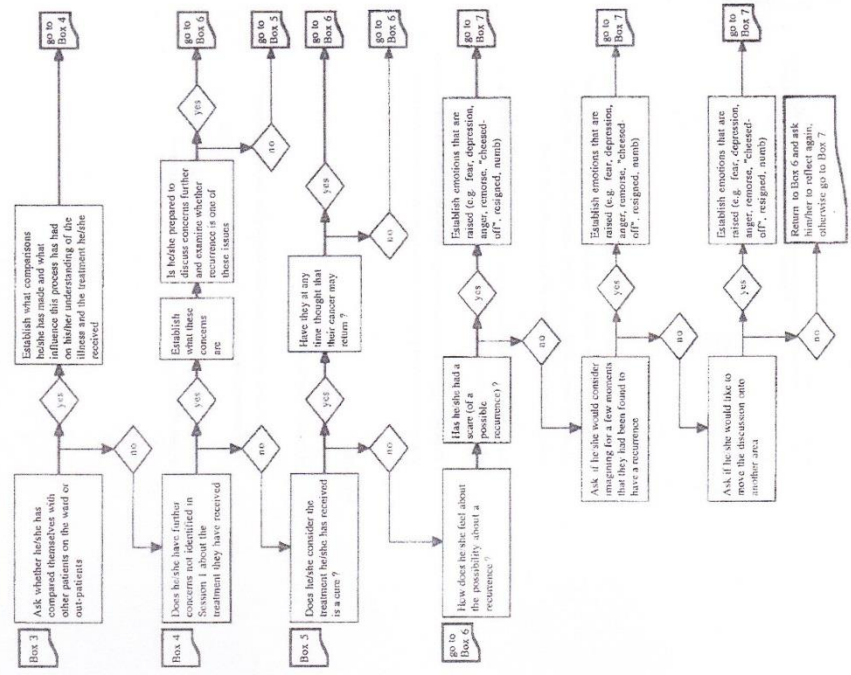 Box 3
Ask whether he/she has
compared themselves with
other patients on the ward or
out-patients
yes
no
Establish what comparisons
he/she has made and what
influence this process has had
on his/her understanding of the
illness and the treatment he/she
received
go to
Box 4
Box 4
Does he/she have further
concerns not identified in
Session 1 about the
treatment they have received
yes
no
Establish
what these
concerns
are
Is he/she prepared to
discuss concerns further
and examine whether
recurrence is one of
these issues
yes
no
go to
Box 6
go to
Box 5
Box 5
Does he/she consider the
treatment he/she has received
is a cure ?
yes
no
Have they at any
time thought that
their cancer may
return ?
yes
no
go to
Box 6
go to
Box 6
go to
Box 6
How does he/she feel about
the possibility about a
recurrence ?
Has he/she had a
scare (of a
possible
recurrence) ?
yes
no
Establish emotions that are
raised (e.g. fear, depression,
anger, remorse, "cheesed-
off". resigned, numb)
go to
Box 7
Ask if he/she would consider
imagining for a few moments
that they had been found to
have a recurrence
yes
no
Establish emotions that are
raised (e.g. fear, depression,
anger, remorse, "cheesed-
off". resigned, numb)
go to
Box 7
Ask if he/she would like to
move the discussion onto
another area
yes
no
Establish emotions that are
raised (e.g. fear, depression,
anger, remorse, "cheesed-
off". resigned, numb)
go to
Box 7
Return to Box 6 and ask
him/her to reflect again,
otherwise go to Box 7